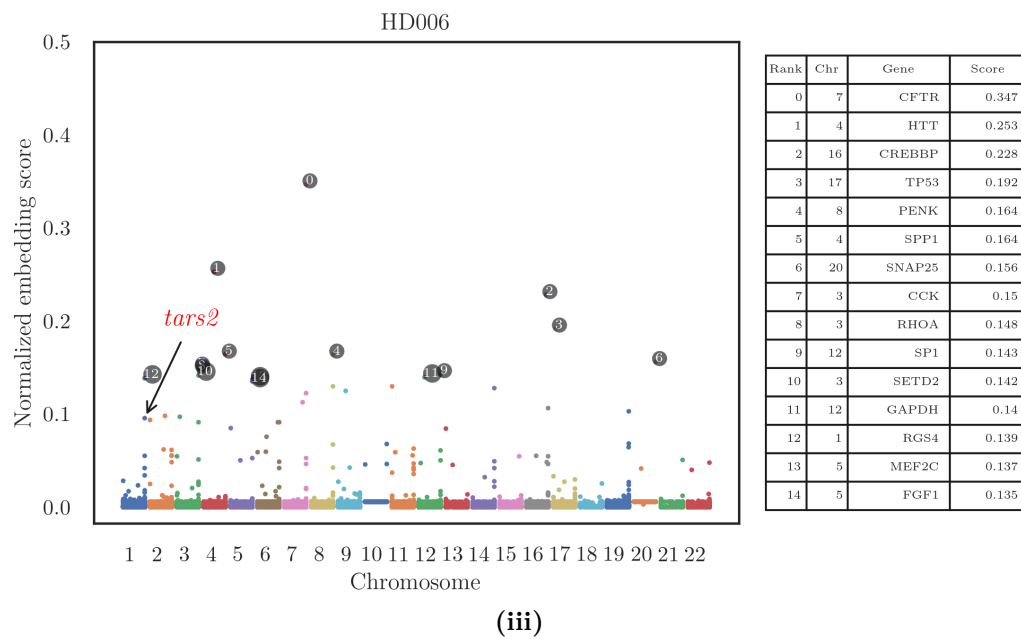 HD006
Normalized embedding score
0.5
0.4
0.3
0.2
0.1
0.0
0
1
2
3
tars2
5
4
6
12
10
14
11
9
1 2 3 4 5 6 7 8 9 10 11 12 13 14 15 16 17 18 19 20 21 22
Chromosome
Rank Chr Gene Score
0 7 CFTR 0.347
1 4 HTT 0.253
2 16 CREBBP 0.228
3 17 TP53 0.192
4 8 PENK 0.164
5 4 SPP1 0.164
6 20 SNAP25 0.156
7 3 CCK 0.15
8 3 RHOA 0.148
9 12 SP1 0.143
10 3 SETD2 0.142
11 12 GAPDH 0.14
12 1 RGS4 0.139
13 5 MEF2C 0.137
14 5 FGF1 0.135
(iii)